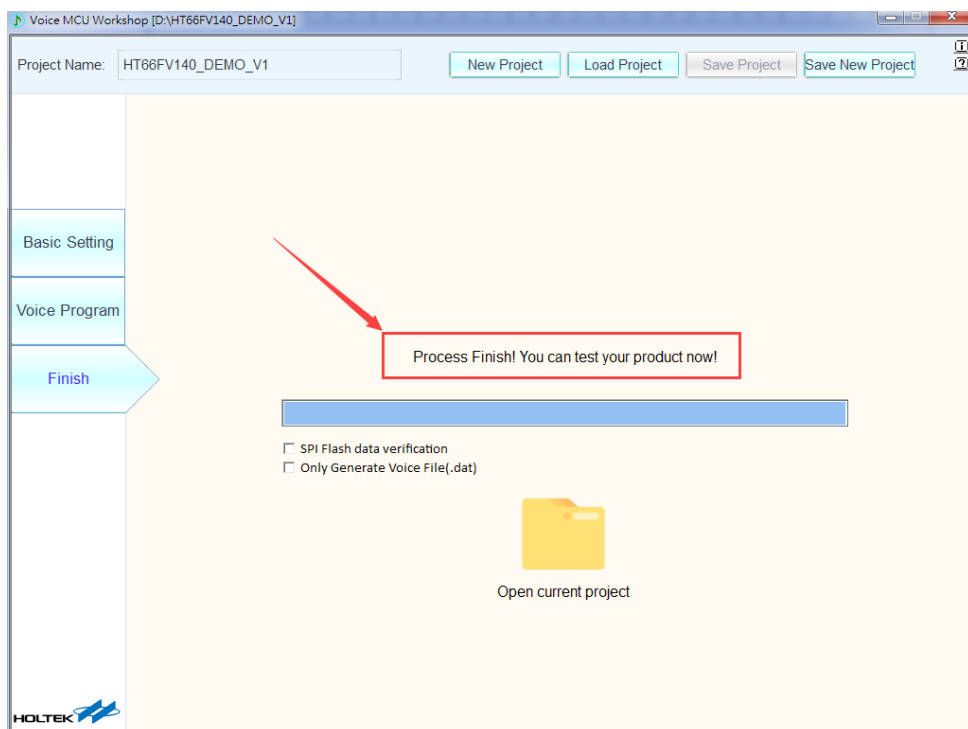 Voice MCU Workshop [D:\HT66FV140_DEMO_V1]
Project Name: HT66FV140_DEMO_V1 New Project Load Project Save Project Save New Project
Basic Setting
Voice Program
Process Finish! You can test your product now!
Finish
SPI Flash data verification
Only Generate Voice File(.dat)
Open current project
HOLTEK